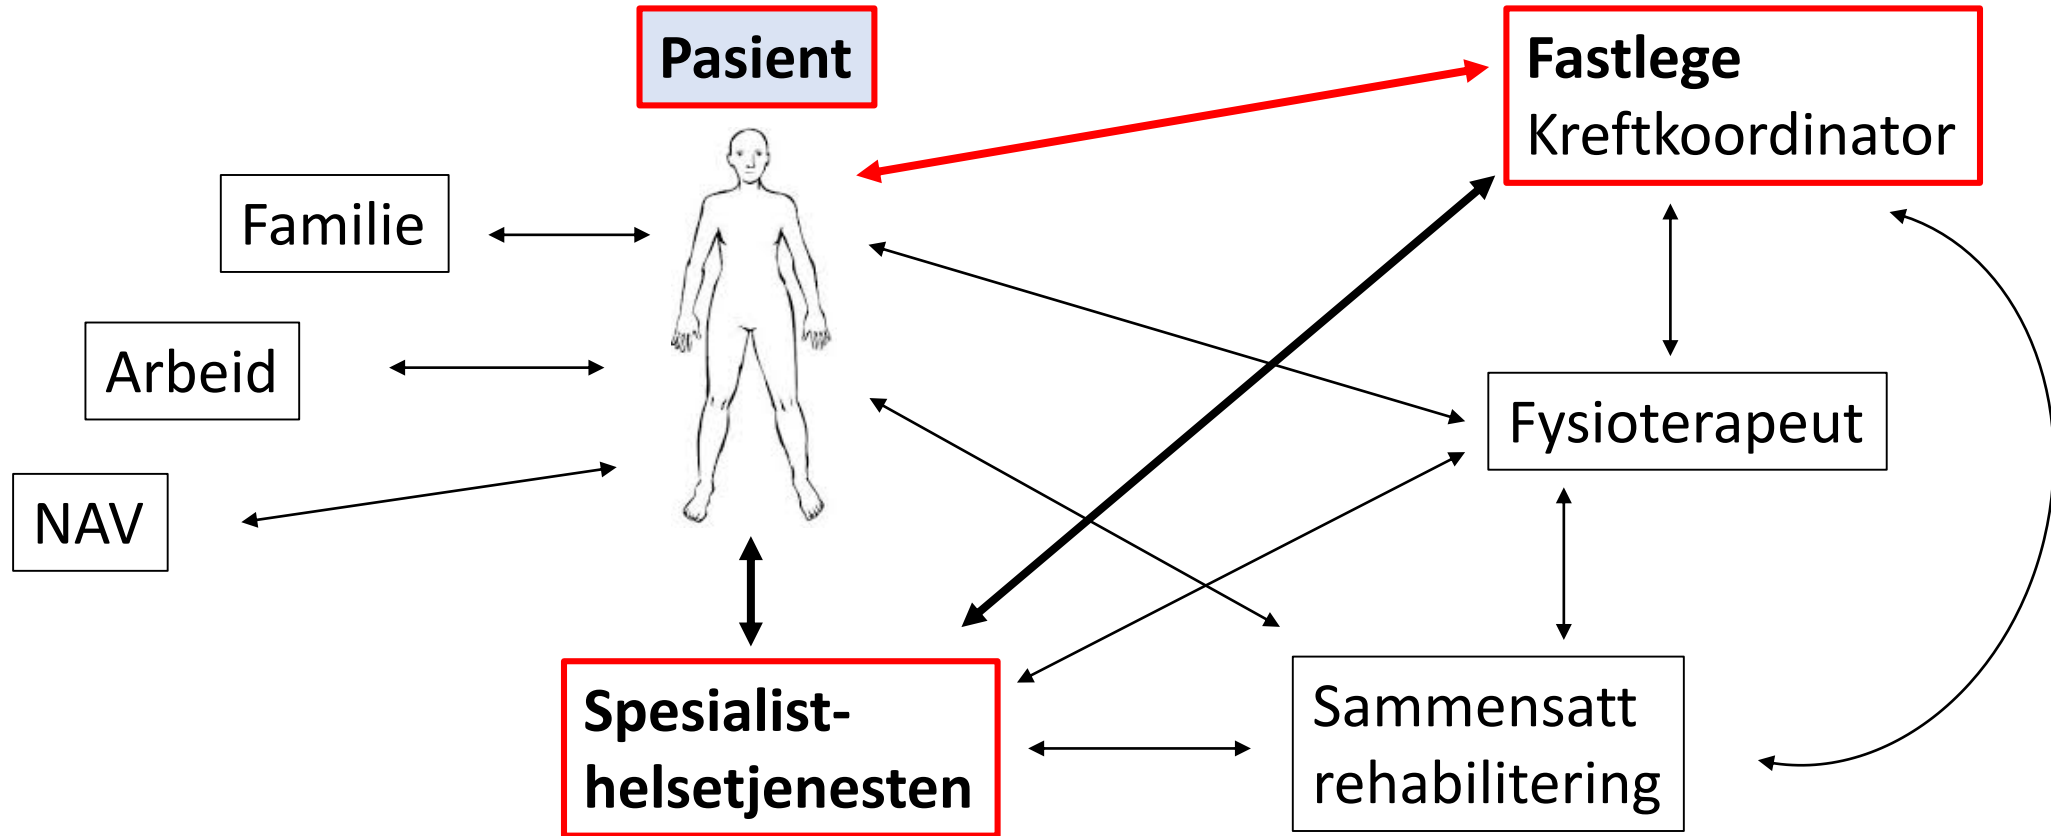 Pasient
Fastlege
Kreftkoordinator
Familie
Arbeid
Fysioterapeut
NAV
Spesialist-
helsetjenesten
Sammensatt
rehabilitering